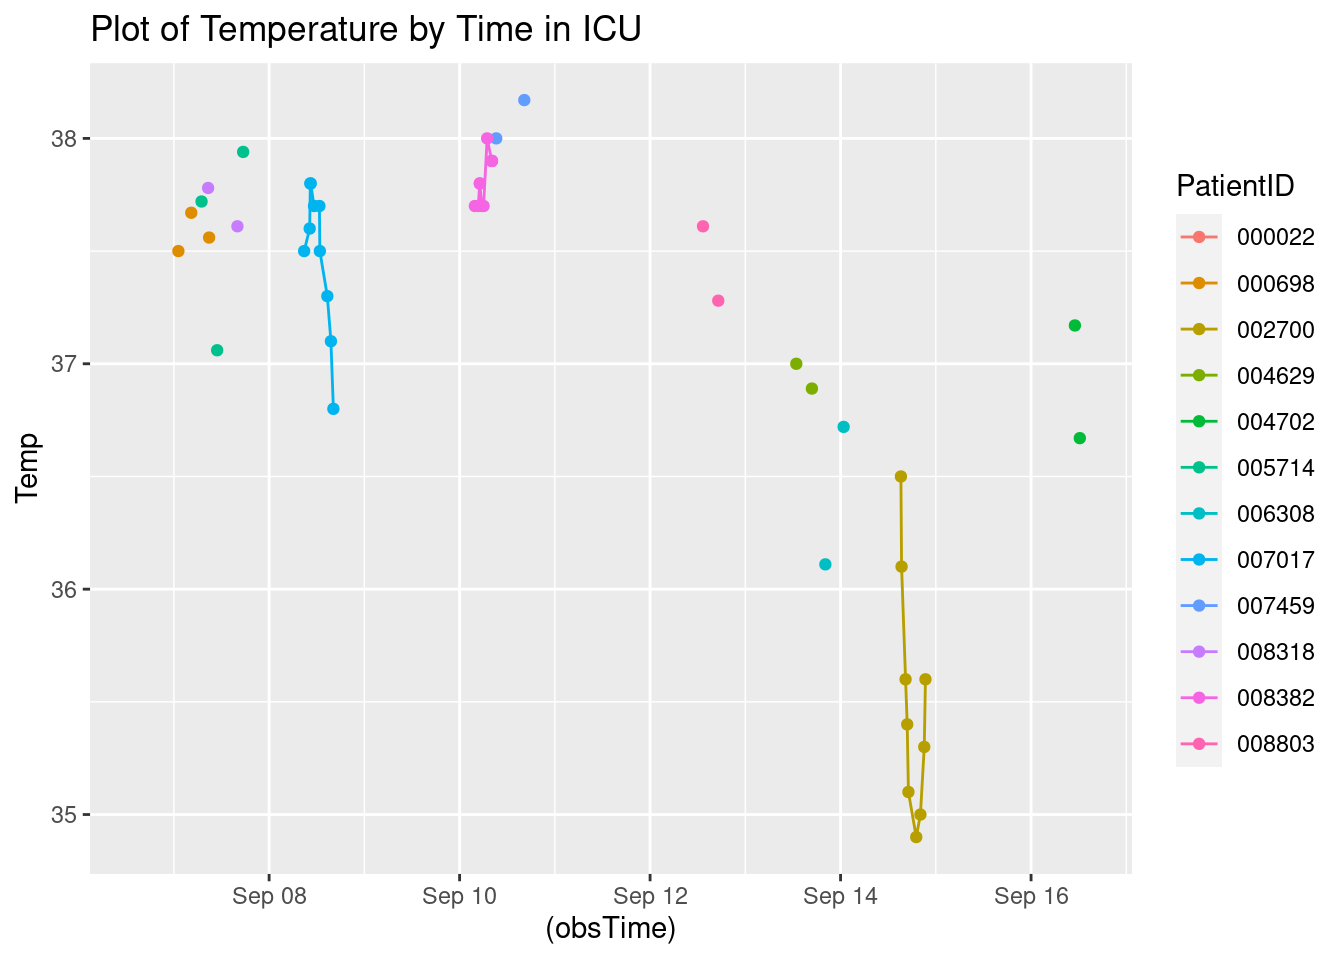 Plot of Temperature by Time in ICU
38
37
36
35
Temp
Sep 08
Sep 10
Sep 12
Sep 14
Sep 16
(obsTime)
PatientID
000022
000698
002700
004629
004702
005714
006308
007017
007459
008318
008382
008803